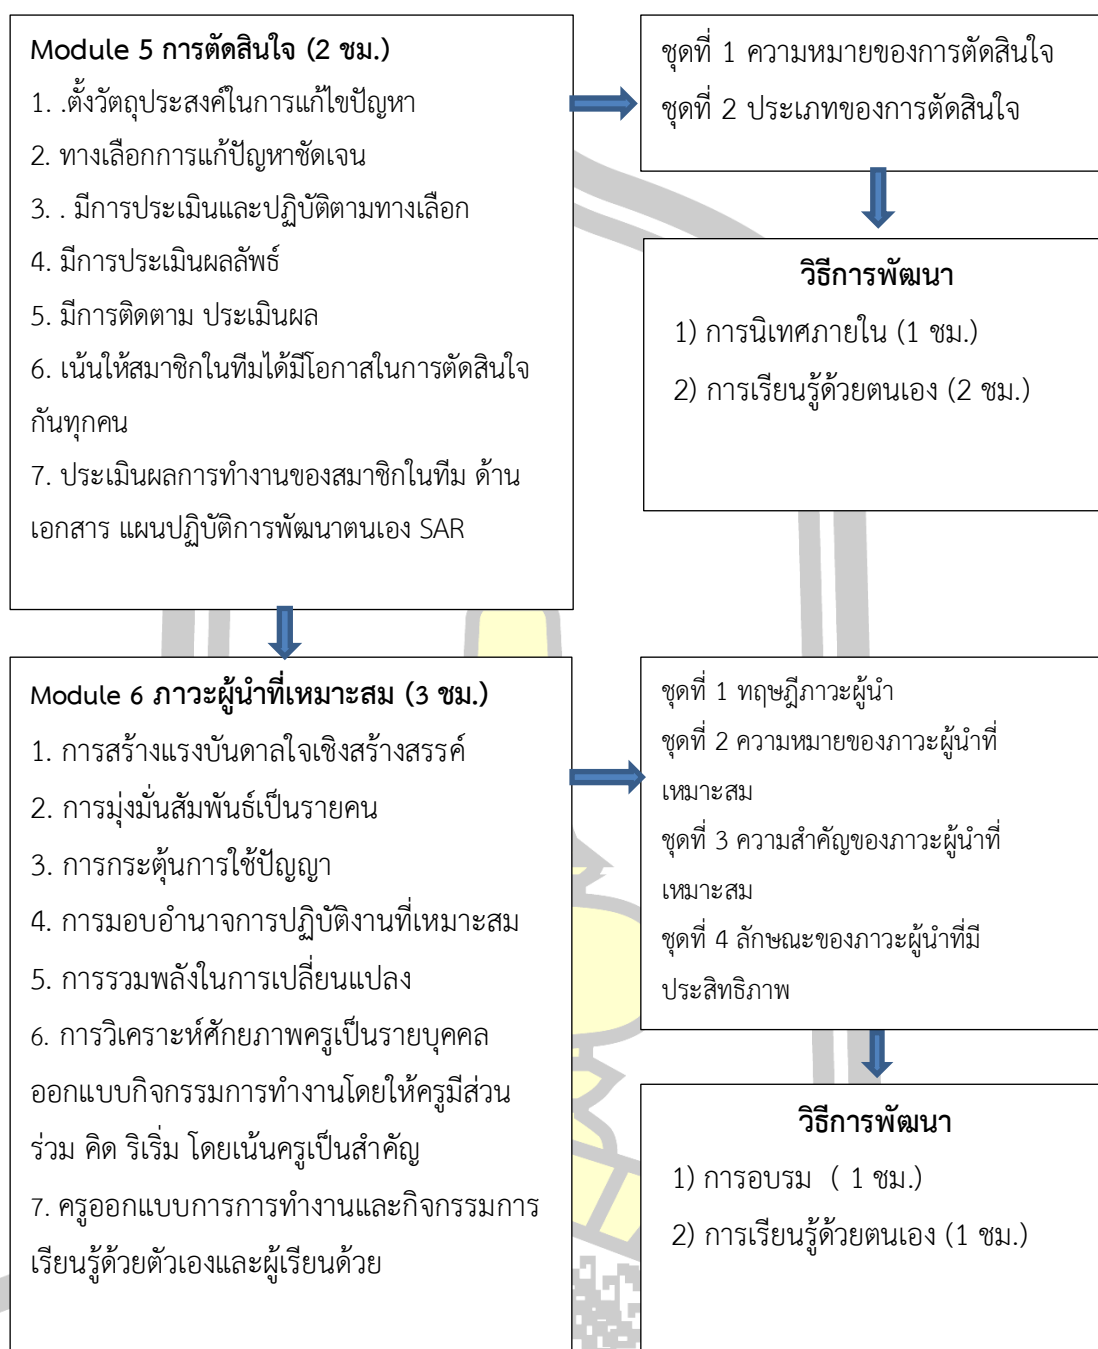 Module 5 การตัดสินใจ (2 ชม.)
1. .ตั้งวัตถุประสงค์ในการแก้ไขปัญหา
2. ทางเลือกการแก้ปัญหาชัดเจน
3. . มีการประเมินและปฏิบัติตามทางเลือก
4. มีการประเมินผลลัพธ์
5. มีการติดตาม ประเมินผล
6. เน้นให้สมาชิกในทีมได้มีโอกาสในการตัดสินใจ
กันทุกคน
7. ประเมินผลการทำงานของสมาชิกในทีม ด้าน
เอกสาร แผนปฏิบัติการพัฒนาตนเอง SAR
ชุดที่ 1 ความหมายของการตัดสินใจ
ชุดที่ 2 ประเภทของการตัดสินใจ
วิธีการพัฒนา
1) การนิเทศภายใน (1 ชม.)
2) การเรียนรู้ด้วยตนเอง (2 ชม.)
Module 6 ภาวะผู้นำที่เหมาะสม (3 ชม.)
1. การสร้างแรงบันดาลใจเชิงสร้างสรรค์
2. การมุ่งมั่นสัมพันธ์เป็นรายคน
3. การกระตุ้นการใช้ปัญญา
4. การมอบอำนาจการปฏิบัติงานที่เหมาะสม
5. การรวมพลังในการเปลี่ยนแปลง
6. การวิเคราะห์ศักยภาพครูเป็นรายบุคคล
ออกแบบกิจกรรมการทำงานโดยให้ครูมีส่วน
ร่วม คิด ริเริ่ม โดยเน้นครูเป็นสำคัญ
7. ครูออกแบบการการทำงานและกิจกรรมการ
เรียนรู้ด้วยตัวเองและผู้เรียนด้วย
ชุดที่ 1 ทฤษฎีภาวะผู้นำ
ชุดที่ 2 ความหมายของภาวะผู้นำที่
เหมาะสม
ชุดที่ 3 ความสำคัญของภาวะผู้นำที่
เหมาะสม
ชุดที่ 4 ลักษณะของภาวะผู้นำที่มี
ประสิทธิภาพ
วิธีการพัฒนา
1) การอบรม ( 1 ชม.)
2) การเรียนรู้ด้วยตนเอง (1 ชม.)